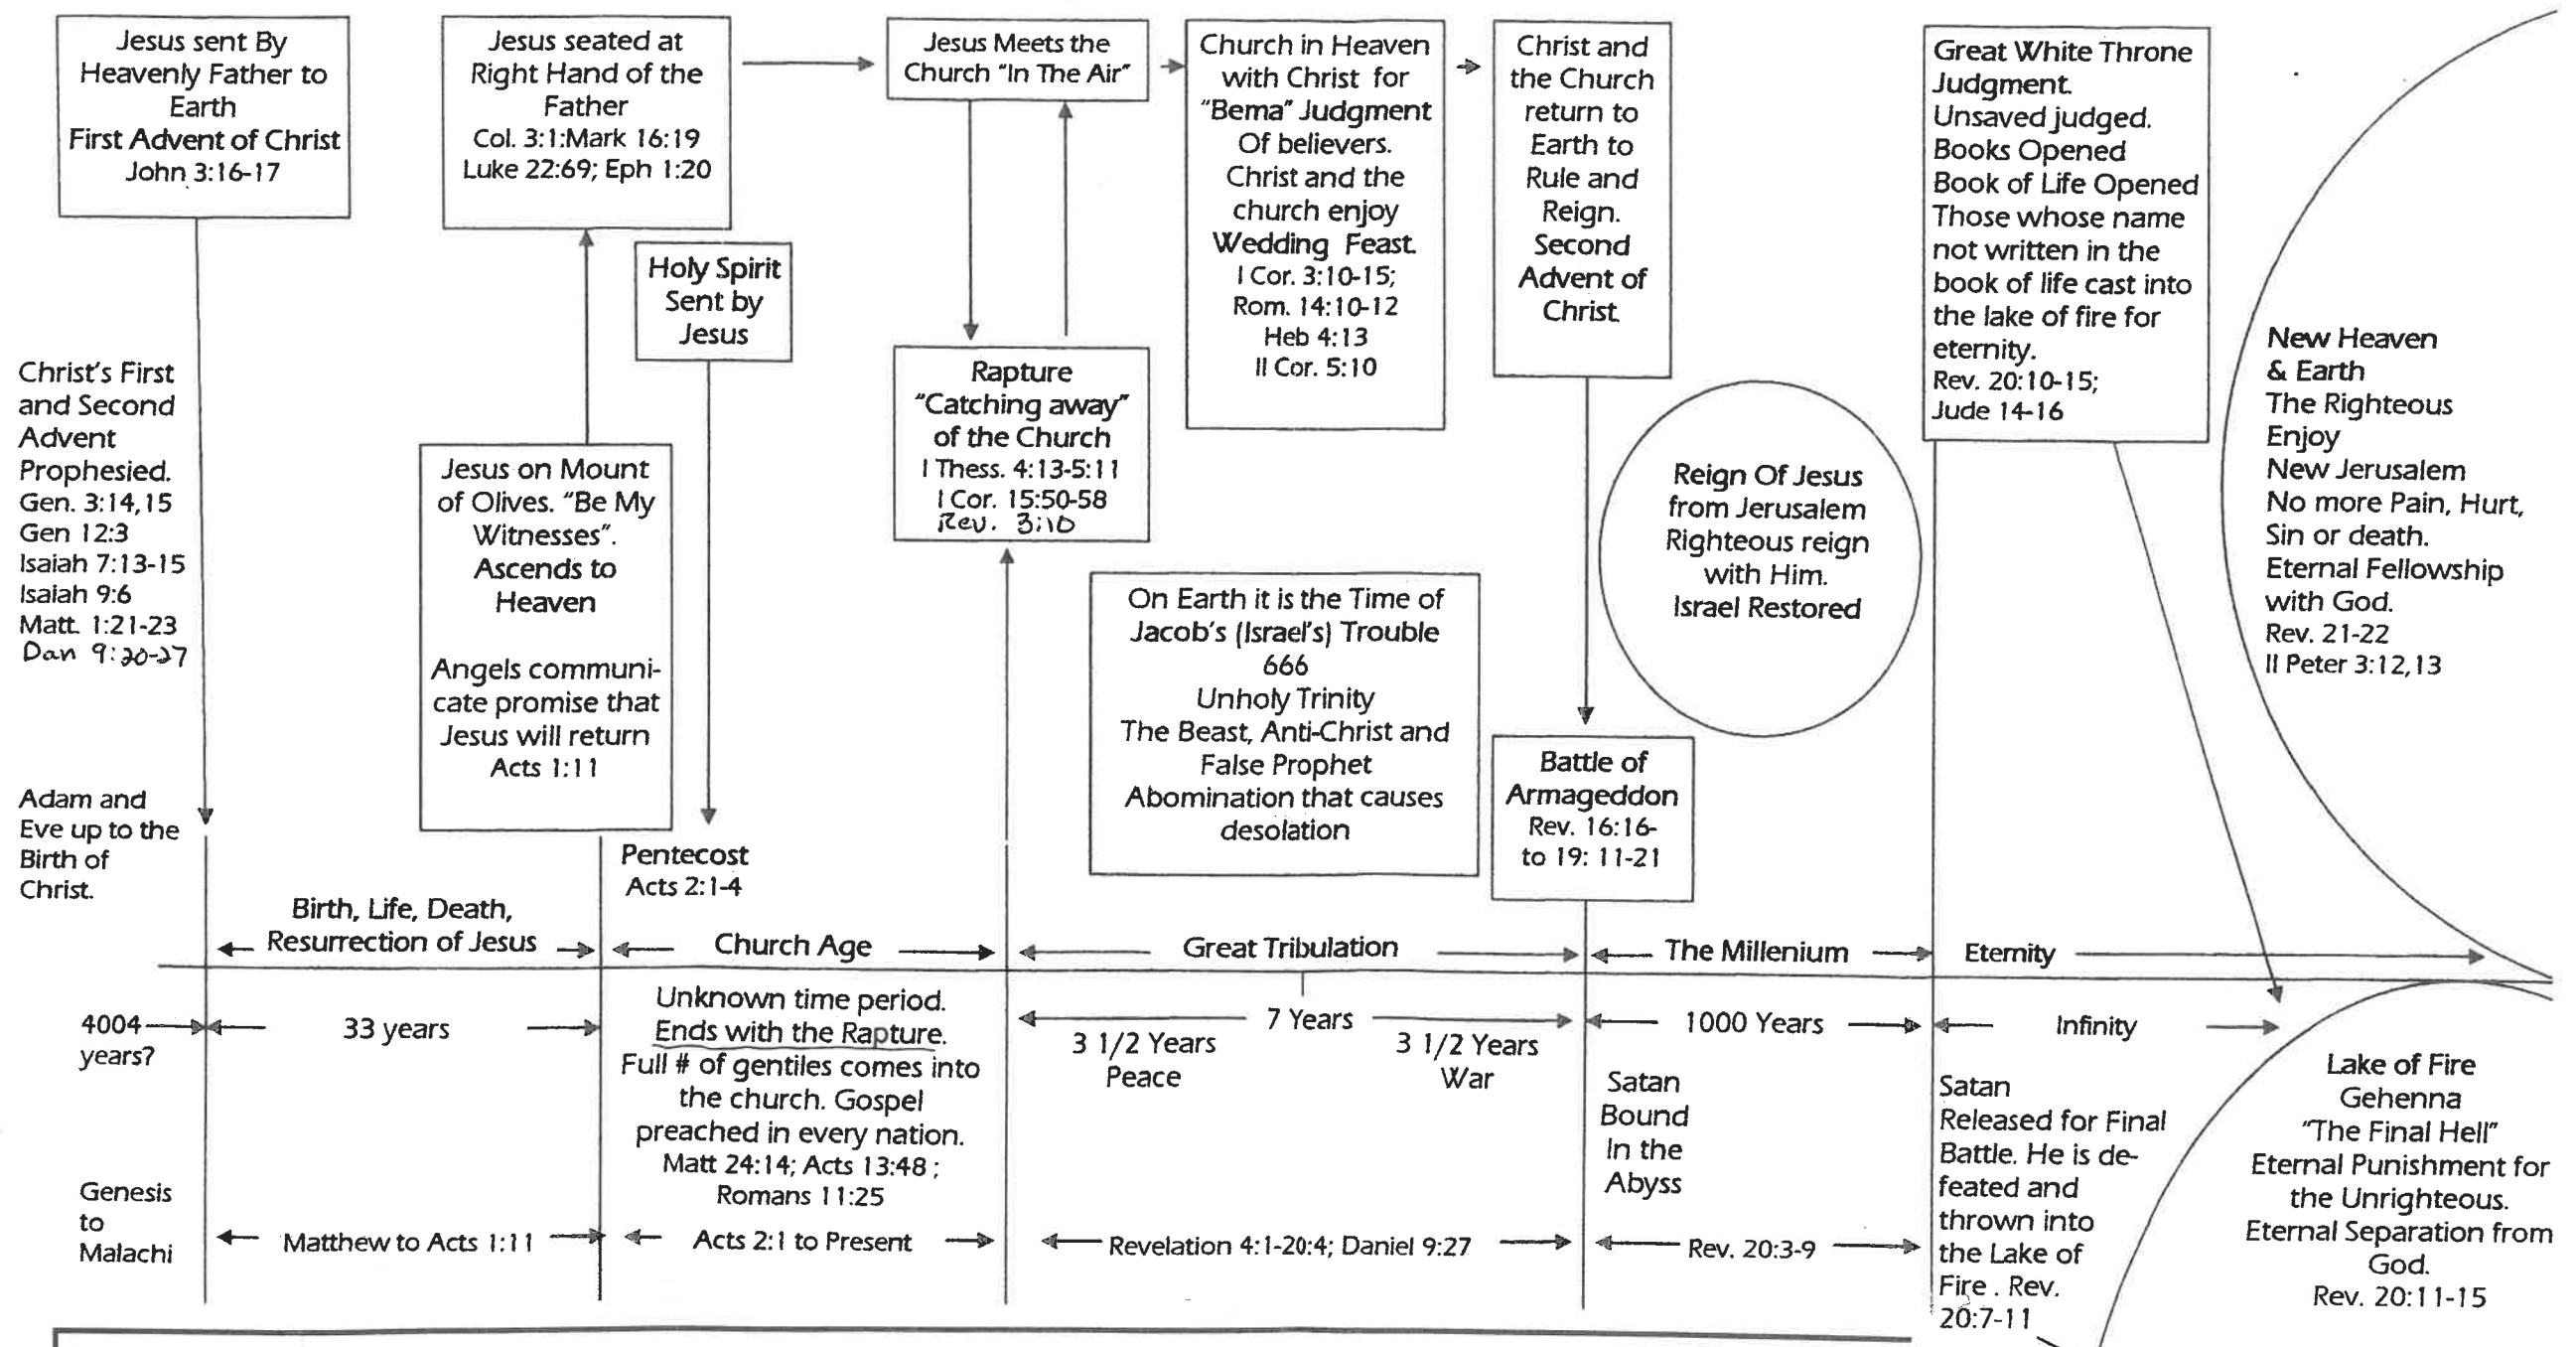 Jesus sent By
Heavenly Father to
Earth
First Advent of Christ
John 3:16-17
Jesus seated at
Right Hand of the
Father
Col. 3:1:Mark 16:19
Luke 22:69; Eph 1:20
Jesus Meets the
Church "In The Air"
Church in Heaven
with Christ for
"Bema" Judgment
Of believers.
Christ and the
church enjoy
Wedding Feast.
I Cor. 3:10-15;
Rom. 14:10-12
Heb 4:13
II Cor. 5:10
Christ and
the Church
return to
Earth to
Rule and
Reign.
Second
Advent of
Christ.
Great White Throne
Judgment.
Unsaved judged.
Books Opened
Book of Life Opened
Those whose name
not written in the
book of life cast into
the lake of fire for
eternity.
Rev. 20:10-15;
Jude 14-16
Holy Spirit
Sent by
Jesus
Rapture
"Catching away"
of the Church
I Thess. 4:13-5:11
I Cor. 15:50-58
Rev. 3:10
New Heaven
& Earth
The Righteous
Enjoy
New Jerusalem
No more Pain, Hurt,
Sin or death.
Eternal Fellowship
with God.
Rev. 21-22
II Peter 3:12,13
Christ's First
and Second
Advent
Prophesied.
Gen. 3:14,15
Gen 12:3
Isaiah 7:13-15
Isaiah 9:6
Matt. 1:21-23
Dan 9:20-27
Jesus on Mount
of Olives. "Be My
Witnesses".
Ascends to
Heaven
Angels communi-
cate promise that
Jesus will return
Acts 1:11
Reign Of Jesus
from Jerusalem
Righteous reign
with Him.
Israel Restored
On Earth it is the Time of
Jacob's (Israel's) Trouble
666
Unholy Trinity
The Beast, Anti-Christ and
False Prophet
Abomination that causes
desolation
Battle of
Armageddon
Rev. 16:16-
to 19: 11-21
Adam and
Eve up to the
Birth of
Christ.
Pentecost
Acts 2:1-4
Birth, Life, Death,
Resurrection of Jesus
Church Age
Great Tribulation
The Millenium
Eternity
4004
years?
33 years
Unknown time period.
Ends with the Rapture.
Full # of gentiles comes into
the church. Gospel
preached in every nation.
Matt 24:14; Acts 13:48 ;
Romans 11:25
7 Years
3 1/2 Years
Peace
3 1/2 Years
War
1000 Years
Infinity
Satan
Bound
In the
Abyss
Satan
Released for Final
Battle. He is de-
feated and
thrown into
the Lake of
Fire . Rev.
20:7-11
Lake of Fire
Gehenna
"The Final Hell"
Eternal Punishment for
the Unrighteous.
Eternal Separation from
God.
Rev. 20:11-15
Genesis
to
Malachi
Matthew to Acts 1:11
Acts 2:1 to Present
Revelation 4:1-20:4; Daniel 9:27
Rev. 20:3-9